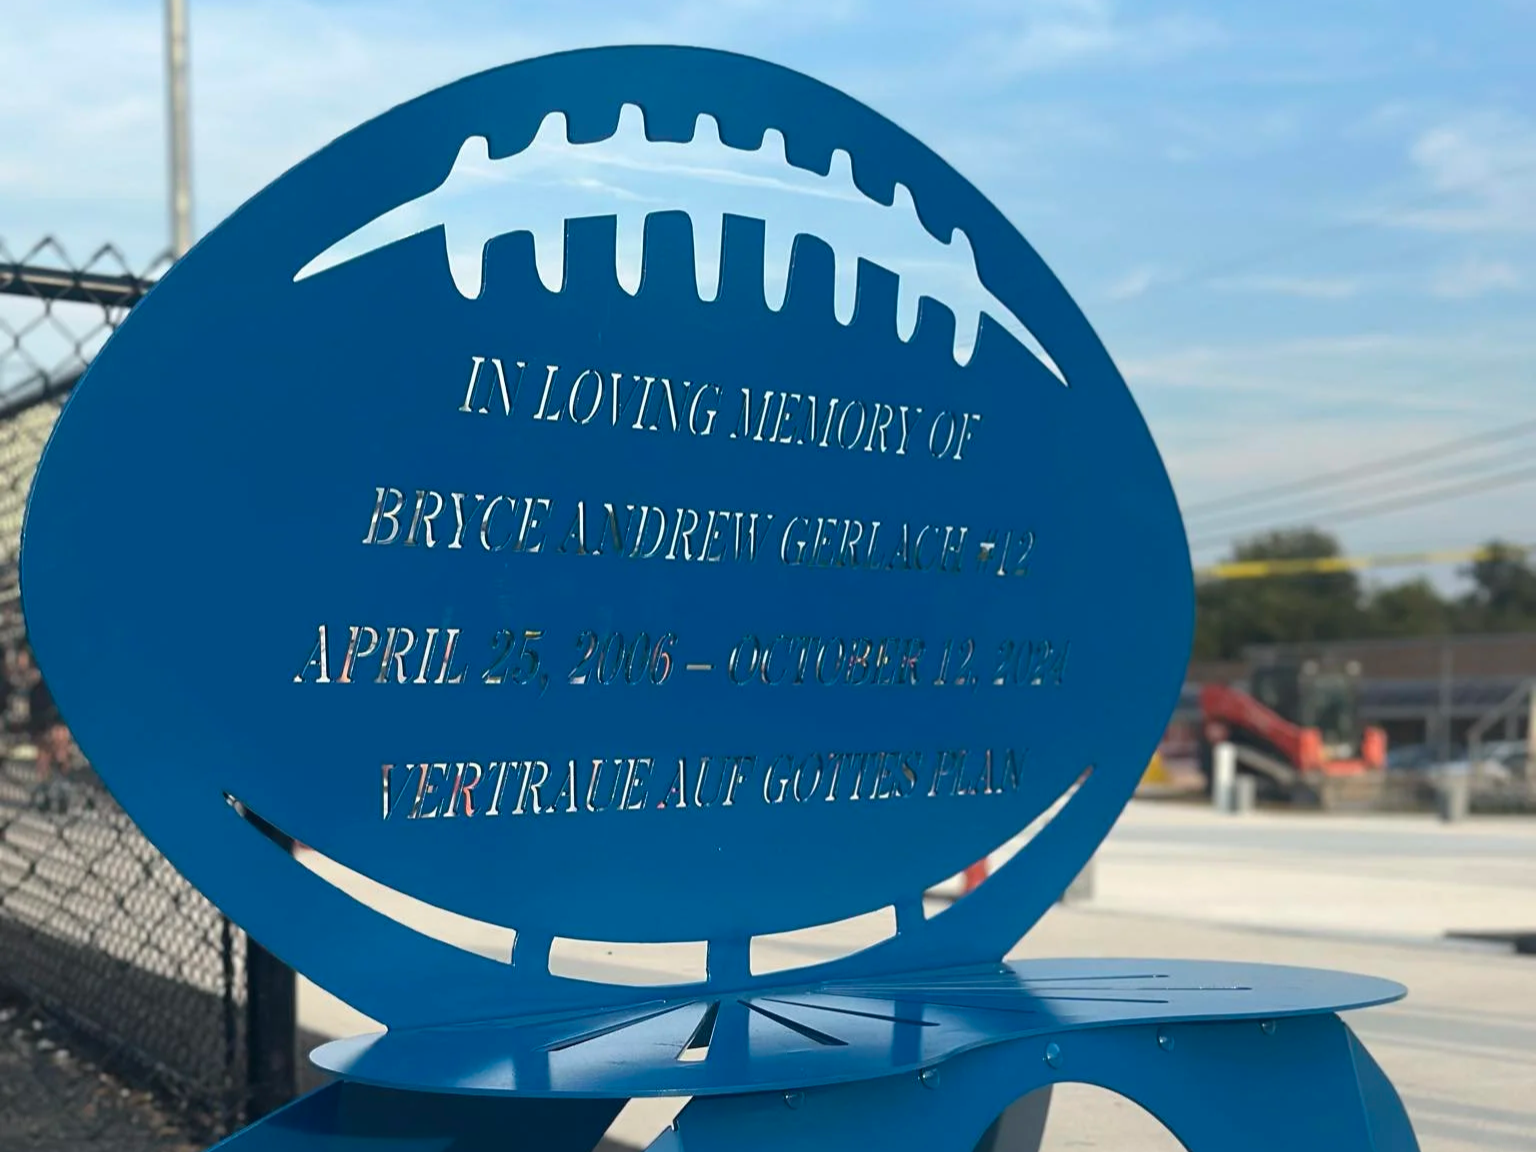 IN LOVING MEMORY OF
BRYCE ANDREW GERLACH #12
APRIL 25, 2006 – OCTOBER 12, 2024
VERTRAUE AUF GOTTES PLAN